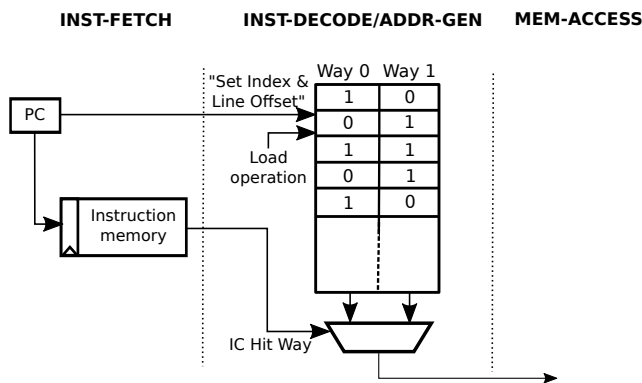 INST-FETCH INST-DECODE/ADDR-GEN MEM-ACCESS
Way 0 Way 1
"Set Index &
Line Offset"
PC
1 0
0 1
1 1
0 1
1 0
Load
operation
Instruction
memory
IC Hit Way